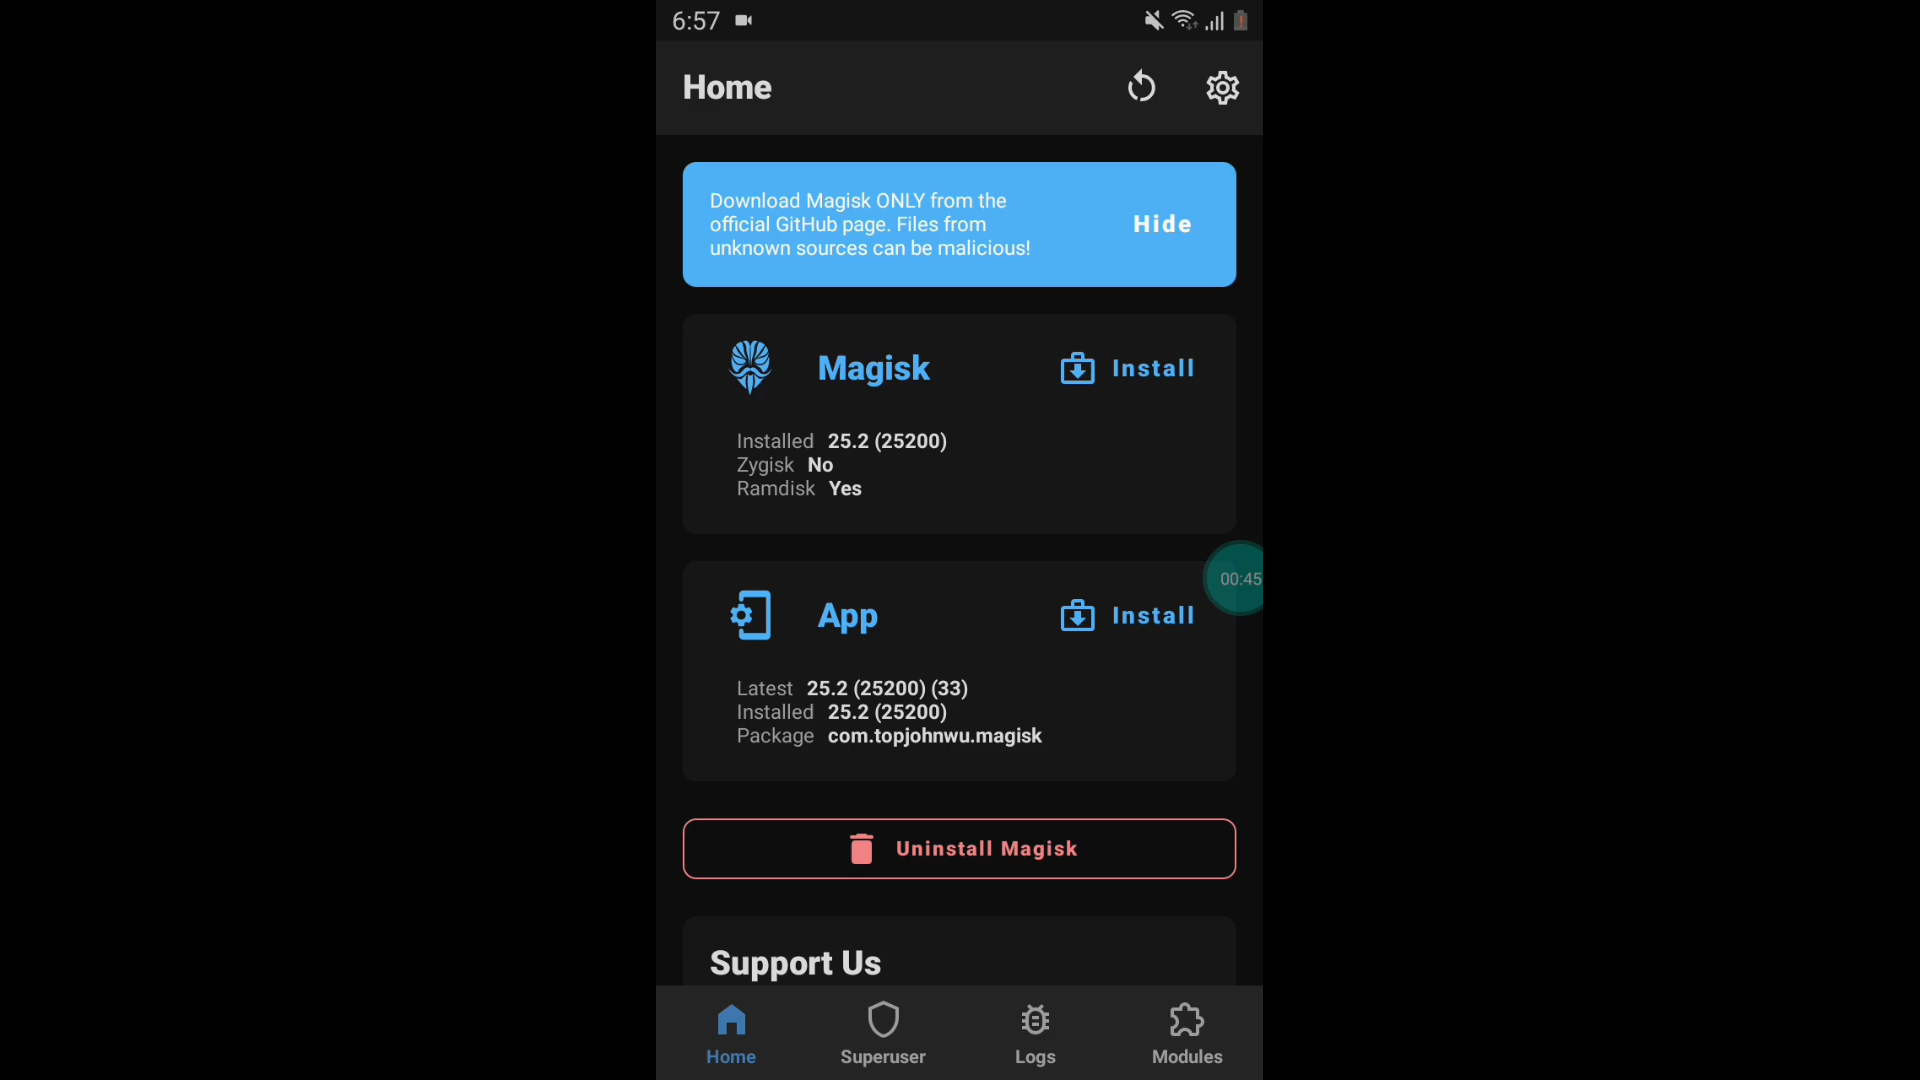 6:57
Home
Download Magisk ONLY from the
official GitHub page. Files from
unknown sources can be malicious!
Hide
Magisk
Install
Installed 25.2 (25200)
Zygisk No
Ramdisk Yes
00:45
App
Install
Latest 25.2 (25200) (33)
Installed 25.2 (25200)
Package com.topjohnwu.magisk
Uninstall Magisk
Support Us
Home
Superuser
Logs
Modules